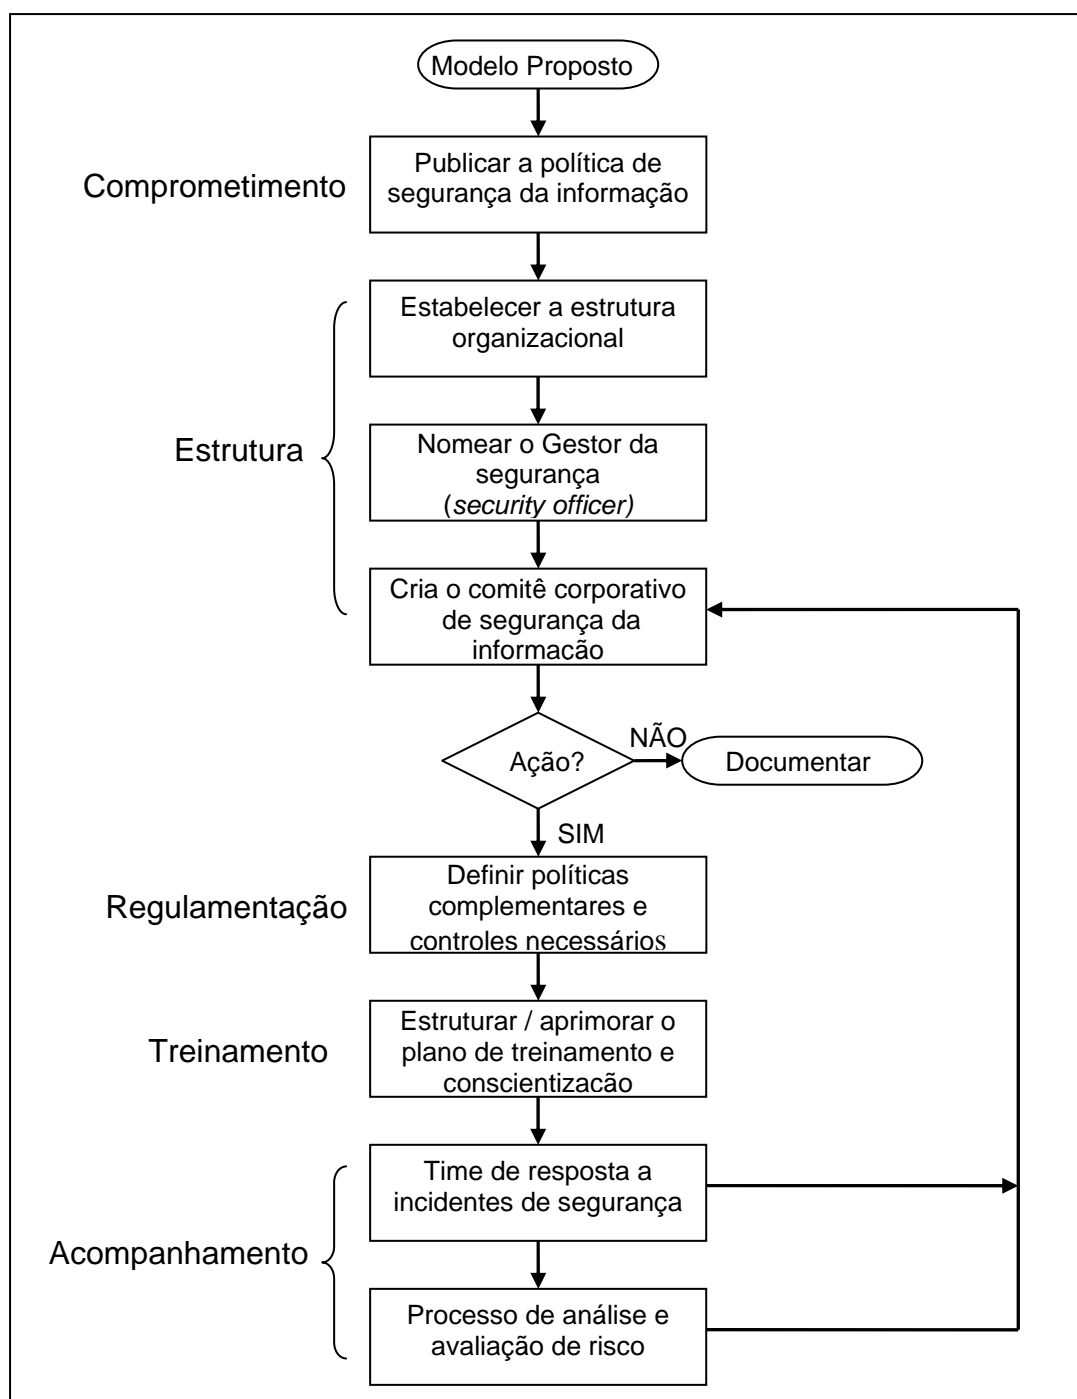 Modelo Proposto
Comprometimento
Publicar a política de
segurança da informação
Estrutura
Estabelecer a estrutura
organizacional
Nomear o Gestor da
segurança
(security officer)
Cria o comitê corporativo
de segurança da
informacão
Ação?
NÃO
Documentar
SIM
Regulamentação
Definir políticas
complementares e
controles necessários
Treinamento
Estruturar / aprimorar o
plano de treinamento e
conscientizacão
Acompanhamento
Time de resposta a
incidentes de segurança
Processo de análise e
avaliação de risco